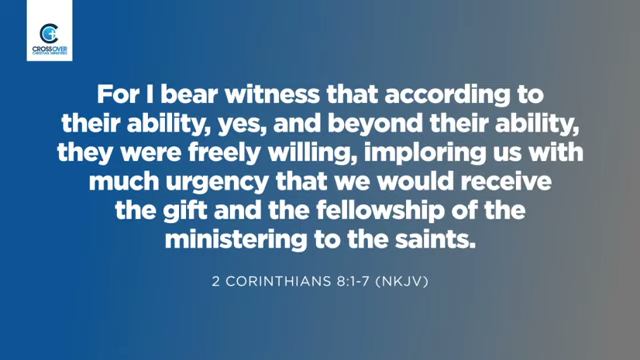 CROSSOVER
CHRISTIAN MINISTRIES
For I bear witness that according to
their ability, yes, and beyond their ability,
they were freely willing, imploring us with
much urgency that we would receive
the gift and the fellowship of the
ministering to the saints.
2 CORINTHIANS 8:1-7 (NKJV)